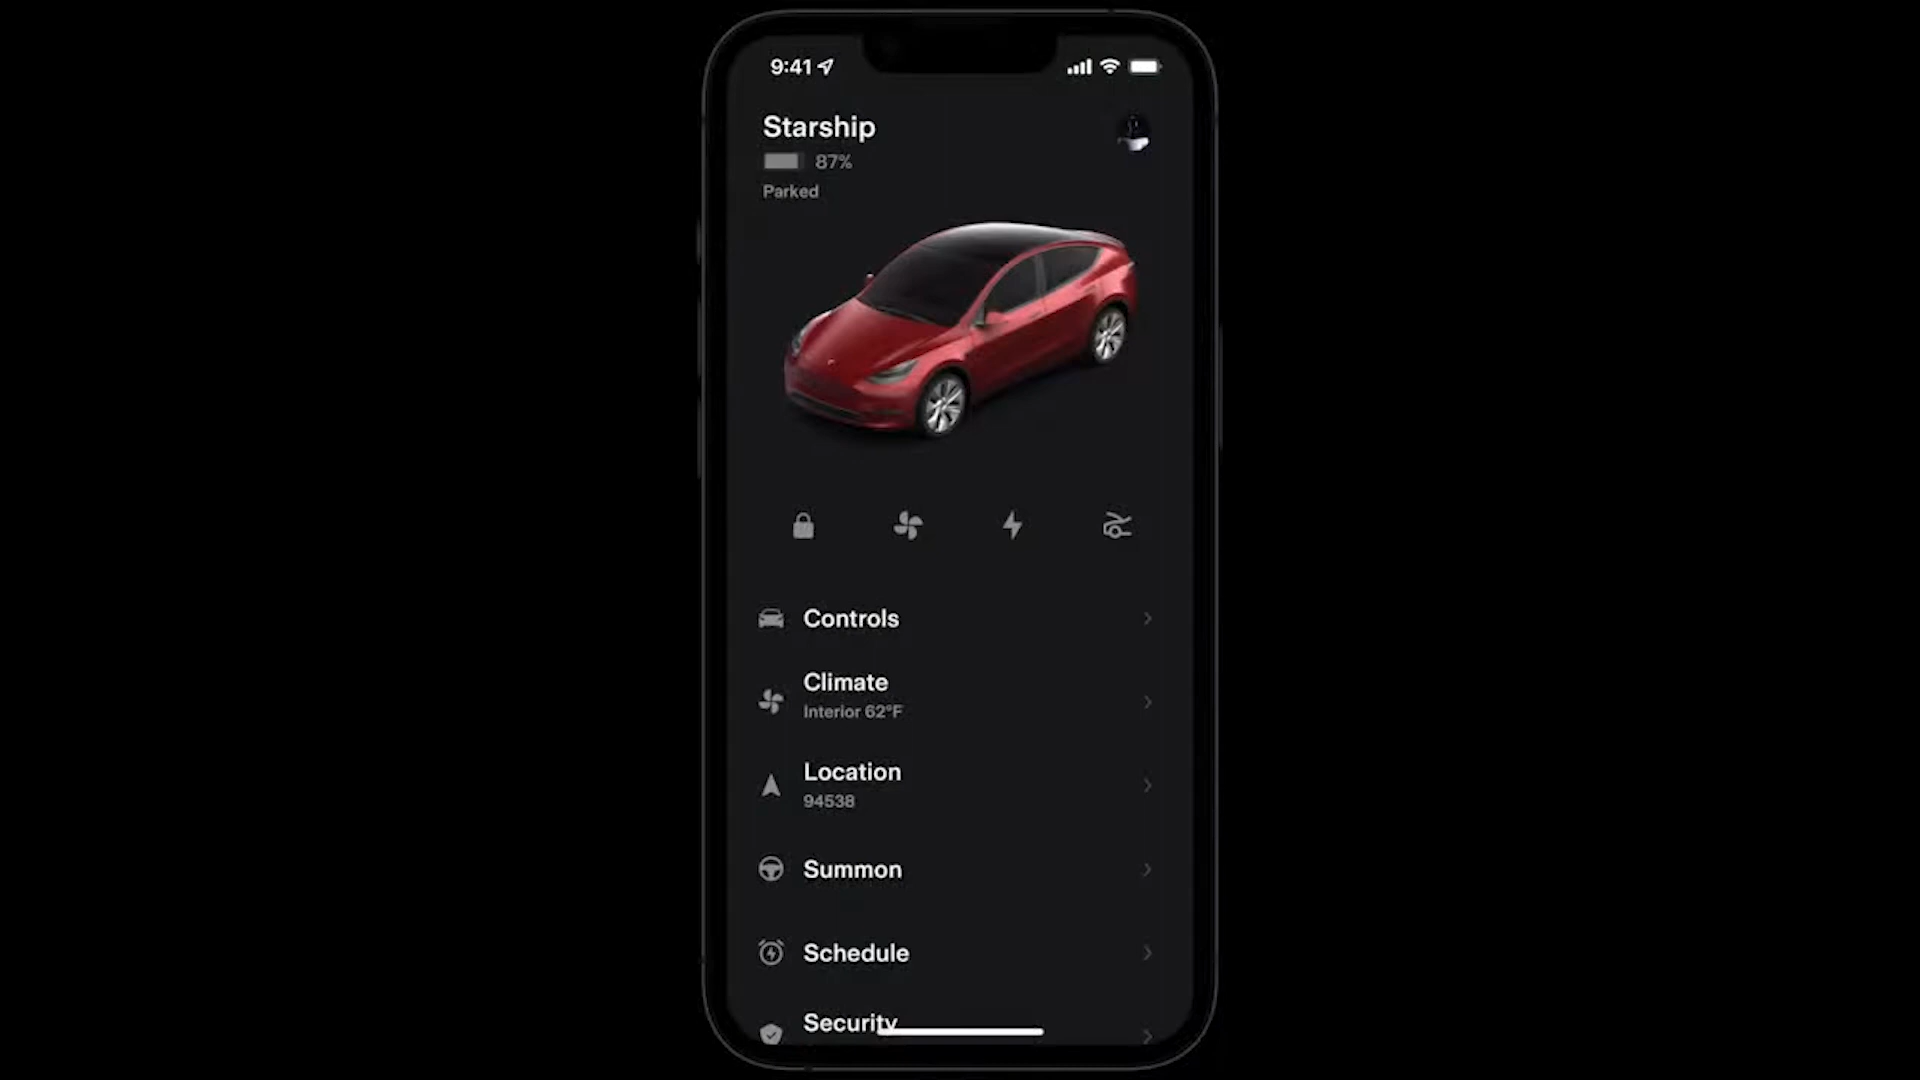 9:41
Starship
87%
Parked
Controls
Climate
Interior 62°F
Location
94538
Summon
Schedule
Security